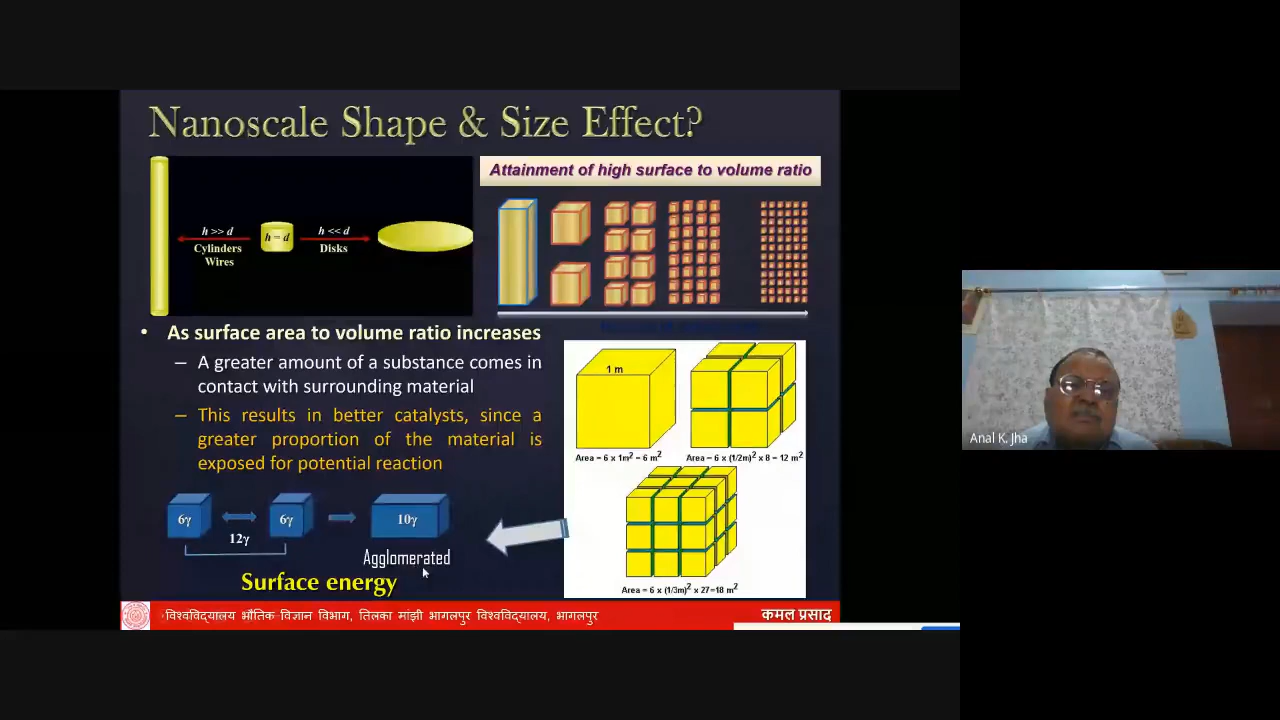 Nanoscale Shape & Size Effect?
h >> d
Cylinders
Wires
h = d
h << d
Disks
Attainment of high surface to volume ratio
• As surface area to volume ratio increases
– A greater amount of a substance comes in
contact with surrounding material
– This results in better catalysts, since a
greater proportion of the material is
exposed for potential reaction
1 m
Area = 6 x 1m² = 6 m²
Area = 6 x (1/2m)² x 8 = 12 m²
Area = 6 x (1/3m)² x 27=18 m²
6γ
6γ
12γ
10γ
Agglomerated
Surface energy
विश्वविद्यालय भौतिक विज्ञान विभाग, तिलका मांझी भागलपुर विश्वविद्यालय, भागलपुर
कमल प्रसाद
Anal K. Jha